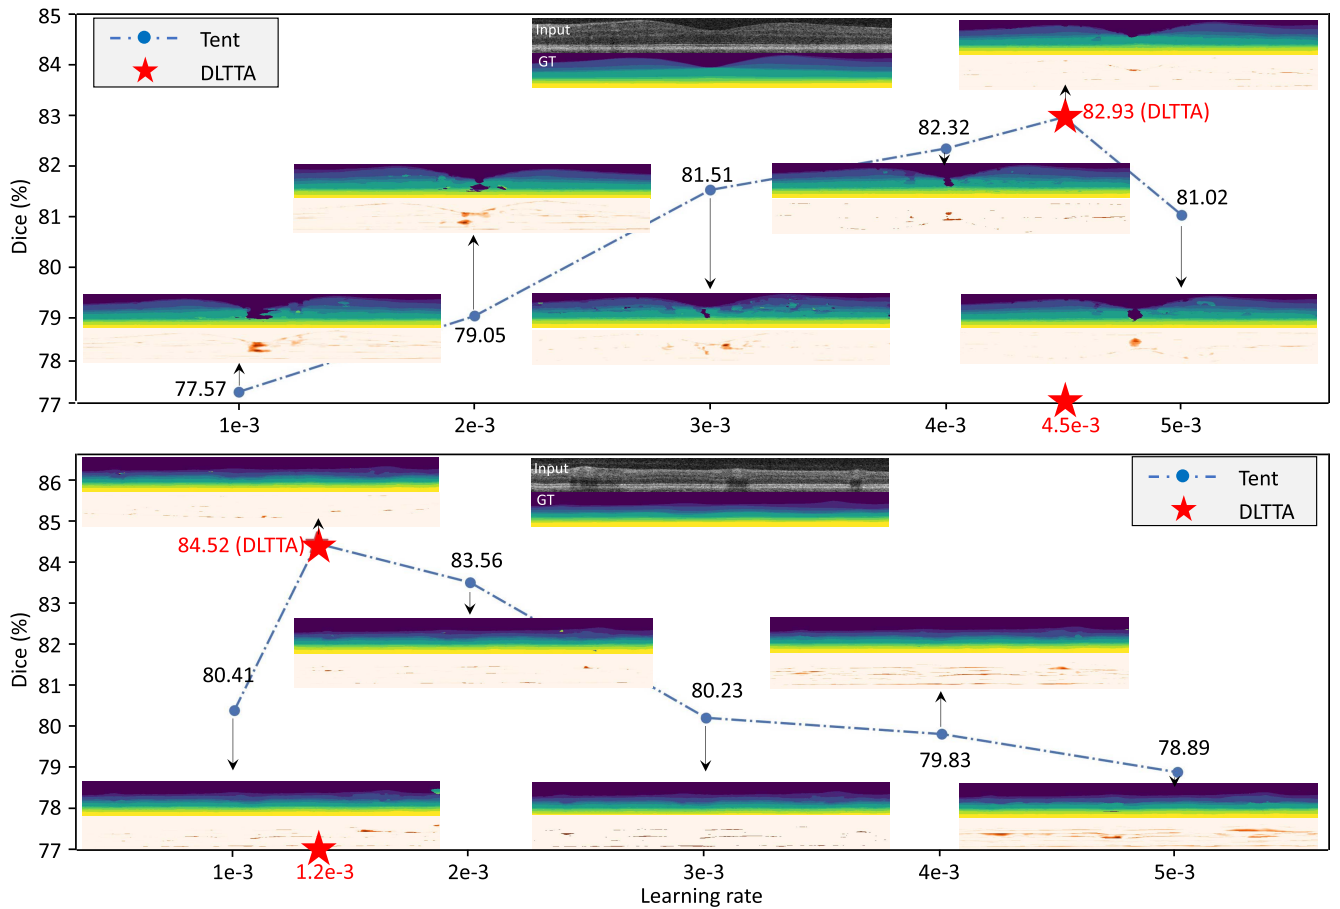 85
84
83
82
81
80
79
78
77
Dice (%)
Tent
DLTTA
Input
GT
77.57
79.05
81.51
82.32
82.93 (DLTTA)
81.02
1e-3
2e-3
3e-3
4e-3
4.5e-3
5e-3
86
85
84
83
82
81
80
79
78
77
Dice (%)
Input
GT
Tent
DLTTA
80.41
84.52 (DLTTA)
83.56
80.23
79.83
78.89
1e-3
1.2e-3
2e-3
3e-3
4e-3
5e-3
Learning rate